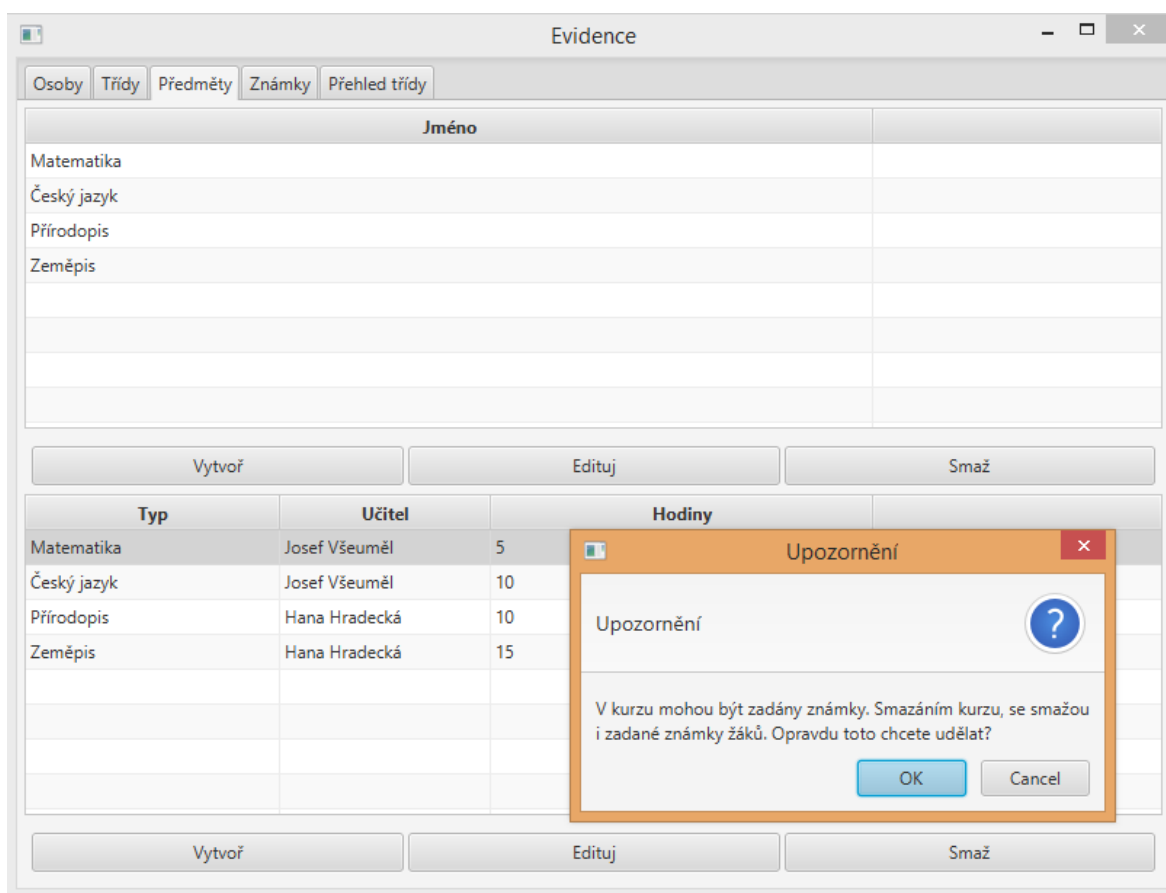 Evidence
Osoby Třídy Předměty Známky Přehled třídy
Jméno
Matematika
Český jazyk
Přírodopis
Zeměpis
Vytvoř Edituj Smaž
Typ Učitel Hodiny
Matematika Josef Všeuměl 5
Český jazyk Josef Všeuměl 10
Přírodopis Hana Hradecká 10
Zeměpis Hana Hradecká 15
Upozornění
Upozornění
V kurzu mohou být zadány známky. Smazáním kurzu, se smažou
i zadané známky žáků. Opravdu toto chcete udělat?
OK Cancel
Vytvoř Edituj Smaž